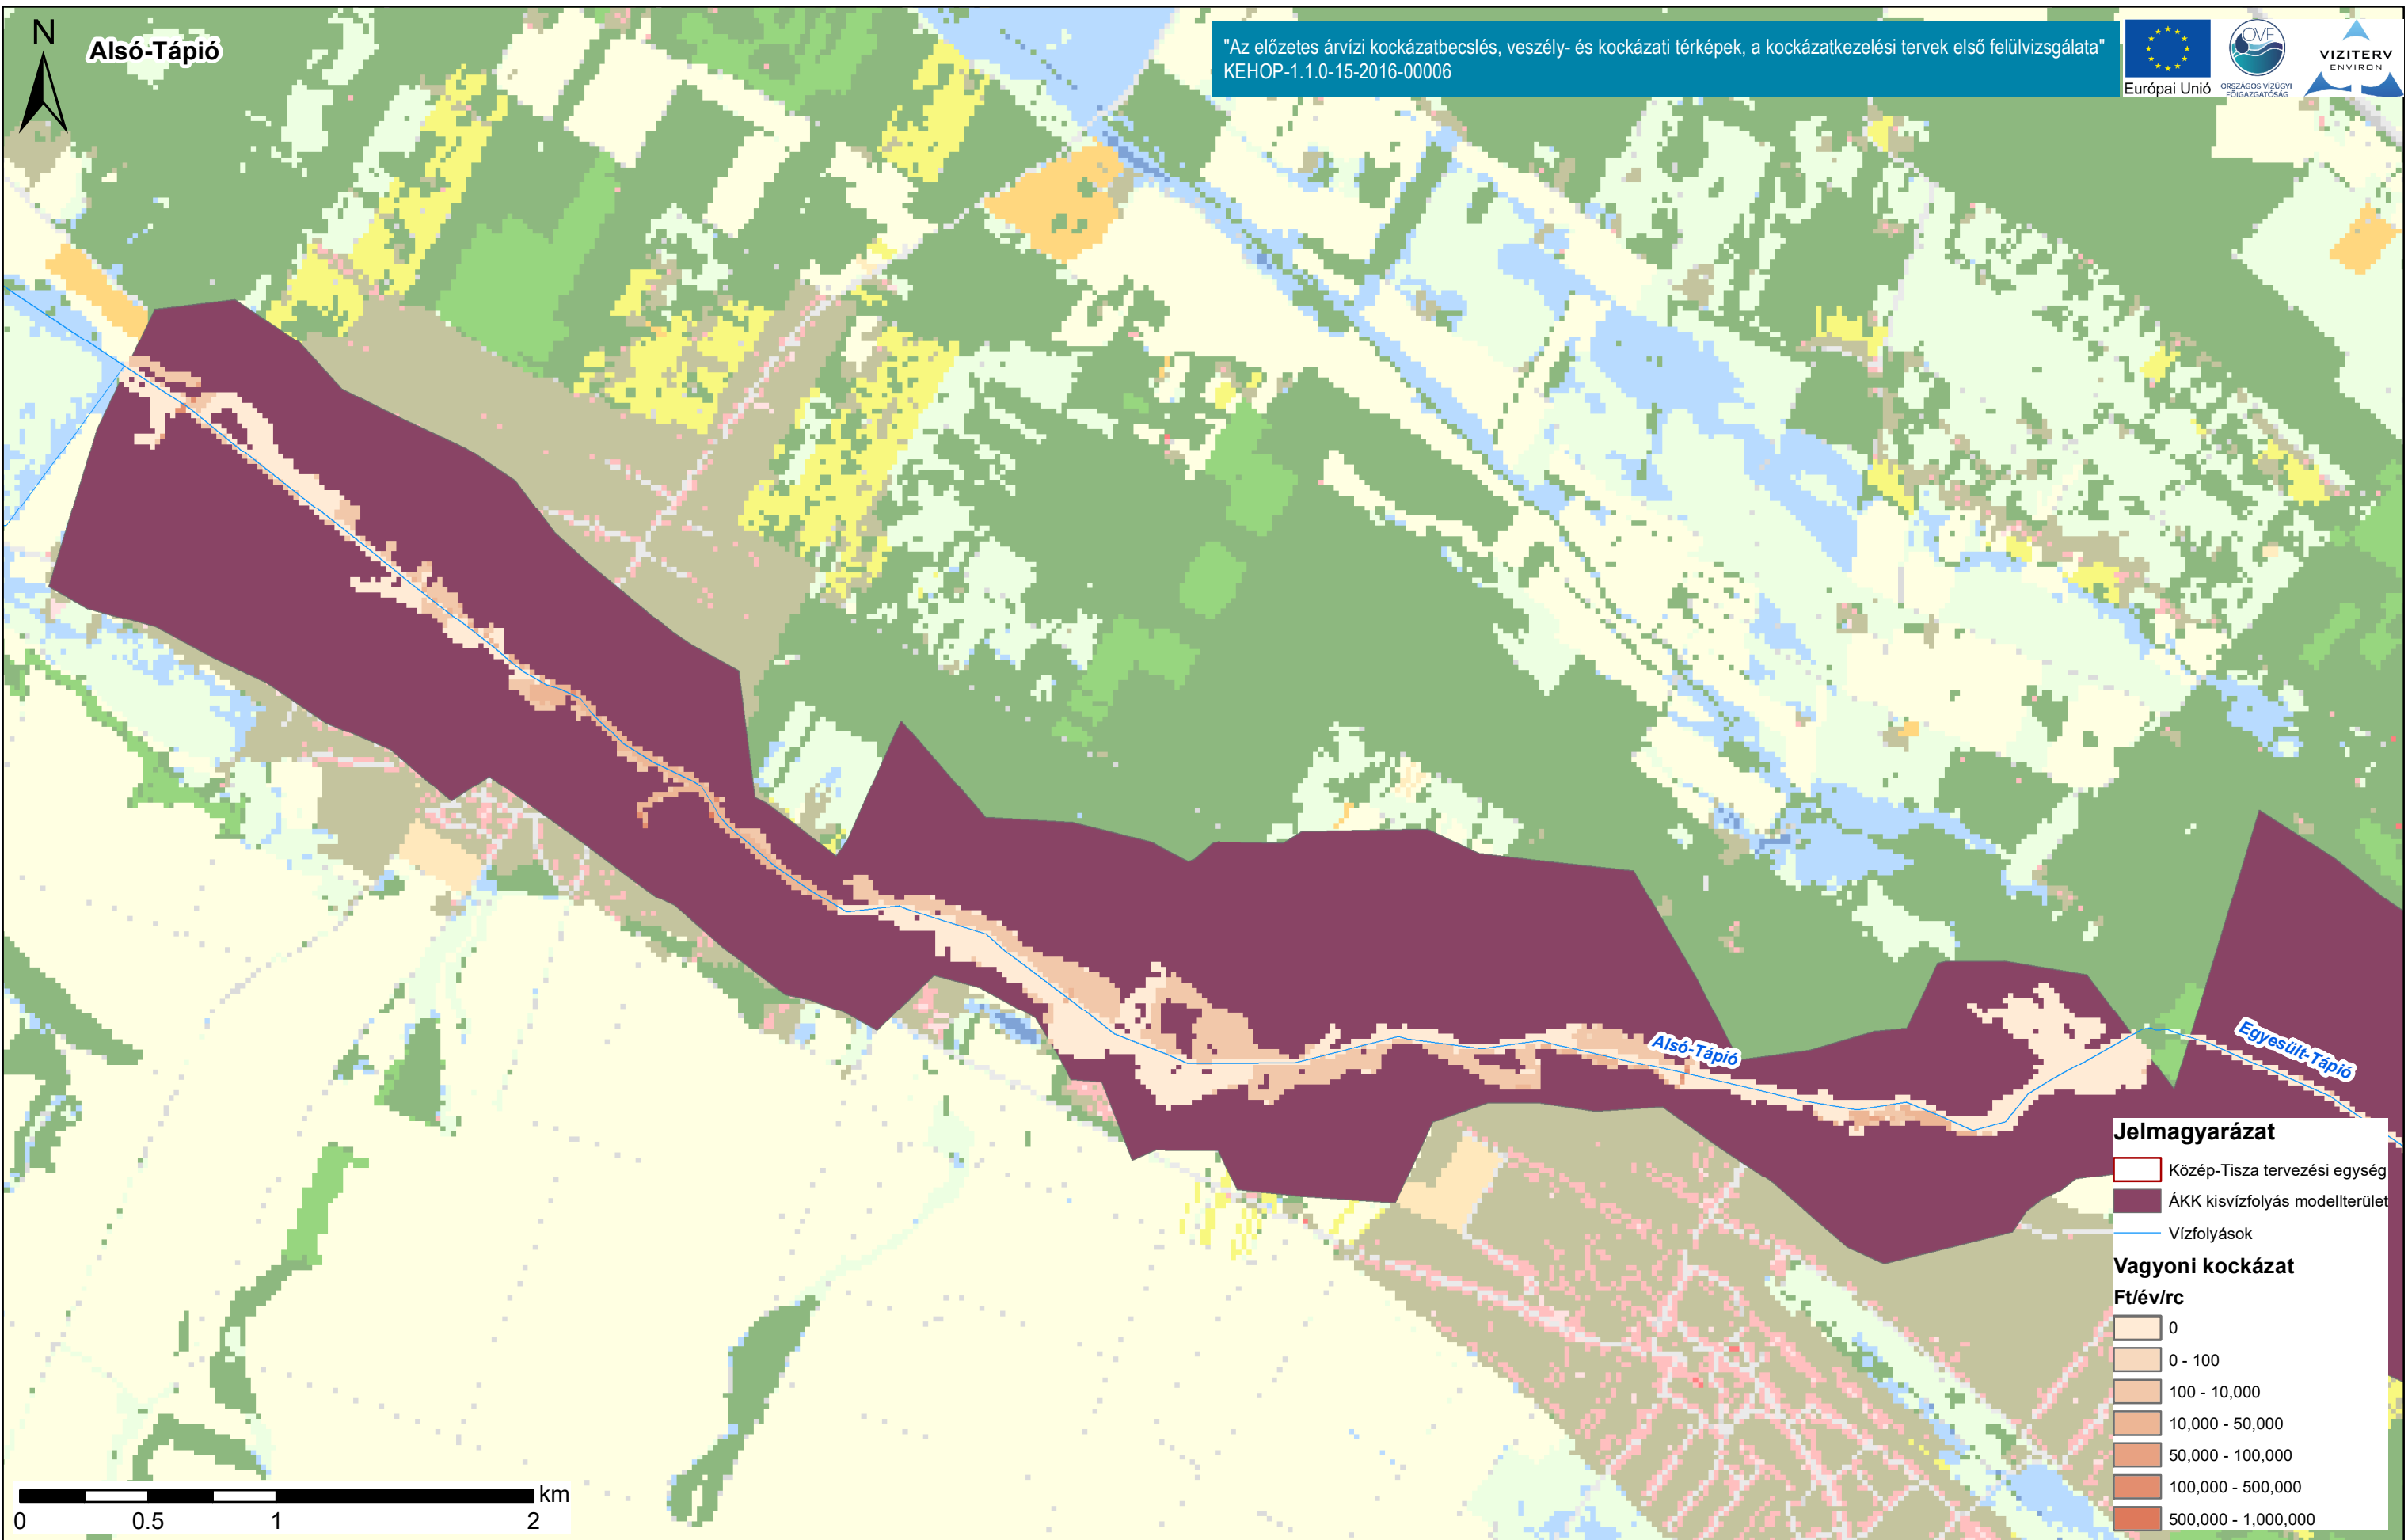 N
Alsó-Tápió
"Az előzetes árvízi kockázatbecslés, veszély- és kockázati térképek, a kockázatkezelési tervek első felülvizsgálata"
KEHOP-1.1.0-15-2016-00006
Európai Unió
OVF
ORSZÁGOS VÍZÜGYI
FŐIGAZGATÓSÁG
VIZITERV
ENVIRON
Alsó-Tápió
Egyesült-Tápió
Jelmagyarázat
Közép-Tisza tervezési egység
ÁKK kisvízfolyás modellterület
Vízfolyások
Vagyoni kockázat
Ft/év/rc
0
0 - 100
100 - 10,000
10,000 - 50,000
50,000 - 100,000
100,000 - 500,000
500,000 - 1,000,000
km
0 0.5 1 2